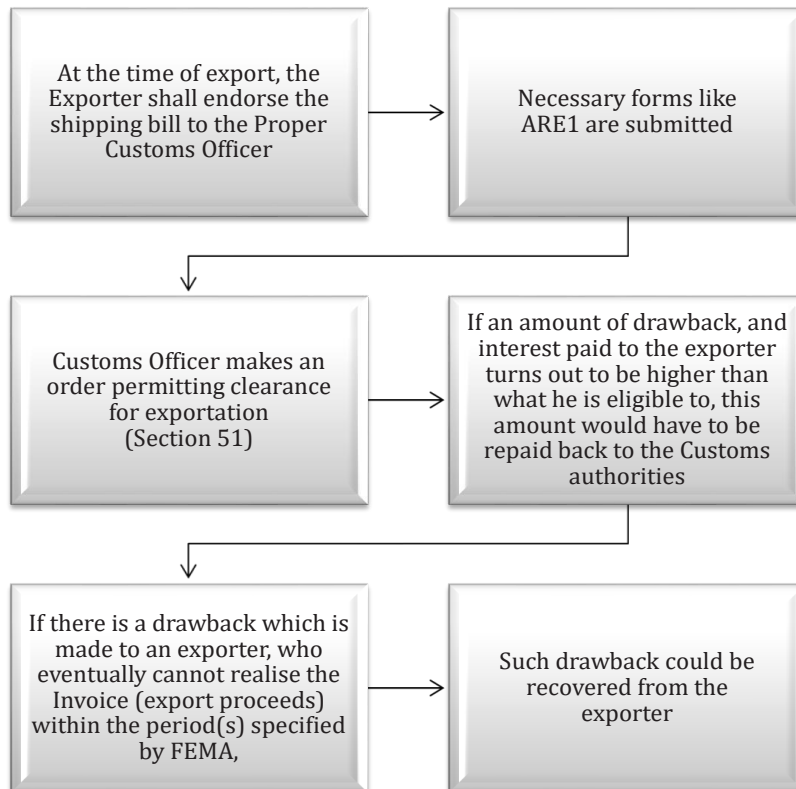 At the time of export, the
Exporter shall endorse the
shipping bill to the Proper
Customs Officer
Necessary forms like
ARE1 are submitted
Customs Officer makes an
order permitting clearance
for exportation
(Section 51)
If an amount of drawback, and
interest paid to the exporter
turns out to be higher than
what he is eligible to, this
amount would have to be
repaid back to the Customs
authorities
If there is a drawback which is
made to an exporter, who
eventually cannot realise the
Invoice (export proceeds)
within the period(s) specified
by FEMA,
Such drawback could be
recovered from the
exporter